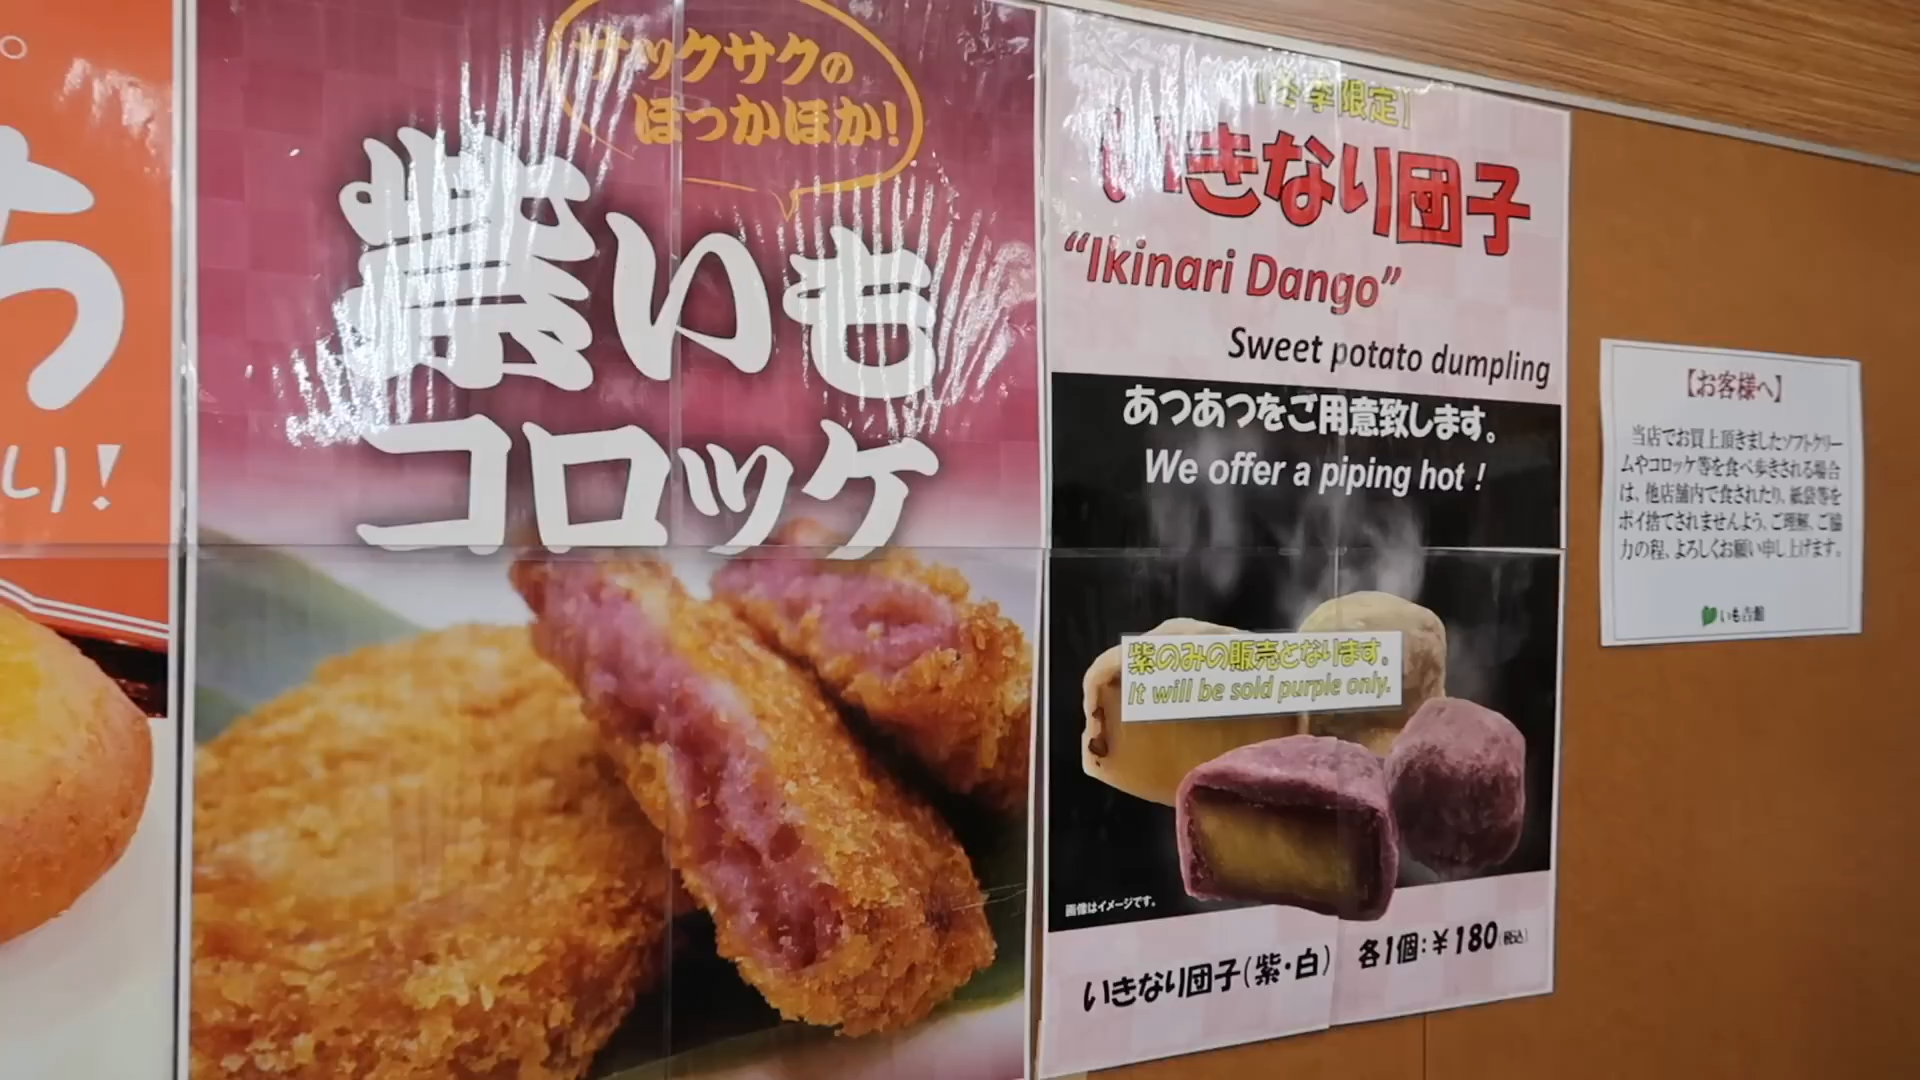 ち
り!
サックサクの
ほっかほか!
紫いも
コロッケ
【冬季限定】
いきなり団子
“Ikinari Dango”
Sweet potato dumpling
あつあつをご用意致します。
We offer a piping hot !
紫のみの販売となります。
It will be sold purple only.
画像はイメージです。
いきなり団子(紫・白) 各1個:¥180(税込)
【お客様へ】
当店でお買上頂きましたソフトクリー
ムやコロッケ等を食べ歩きされる場合
は、他店舗内で食されたり、紙袋等を
ポイ捨てされませんよう、ご理解、ご協
力の程、よろしくお願い申し上げます。
いも吉館